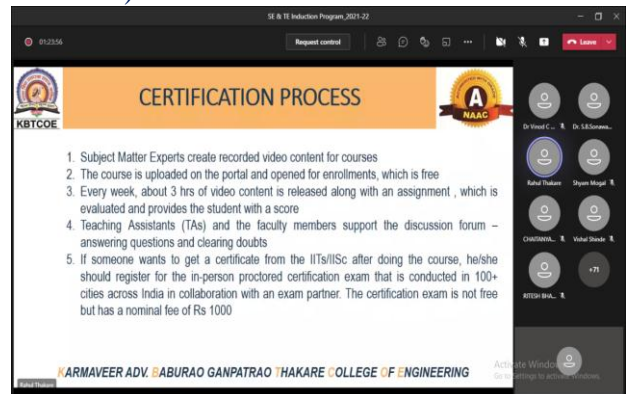 SE & TE Induction Program_2021-22
01:23:56
Request control
Leave
KBTCOE
CERTIFICATION PROCESS
A
NAAC
1. Subject Matter Experts create recorded video content for courses
2. The course is uploaded on the portal and opened for enrollments, which is free
3. Every week, about 3 hrs of video content is released along with an assignment , which is
evaluated and provides the student with a score
4. Teaching Assistants (TAs) and the faculty members support the discussion forum –
answering questions and clearing doubts
5. If someone wants to get a certificate from the IITs/IISc after doing the course, he/she
should register for the in-person proctored certification exam that is conducted in 100+
cities across India in collaboration with an exam partner. The certification exam is not free
but has a nominal fee of Rs 1000
KARMAVEER ADV. BABURAO GANPATRAO THAKARE COLLEGE OF ENGINEERING
Rahul Thakare
Dr Vinod C ...
Dr. S.B.Sonawa...
Rahul Thakare
Shyam Mogal
CHAITANYA...
Vishal Shinde
RITESH BHA...
+71
Activate Window
Go to Settings to activate Windows.